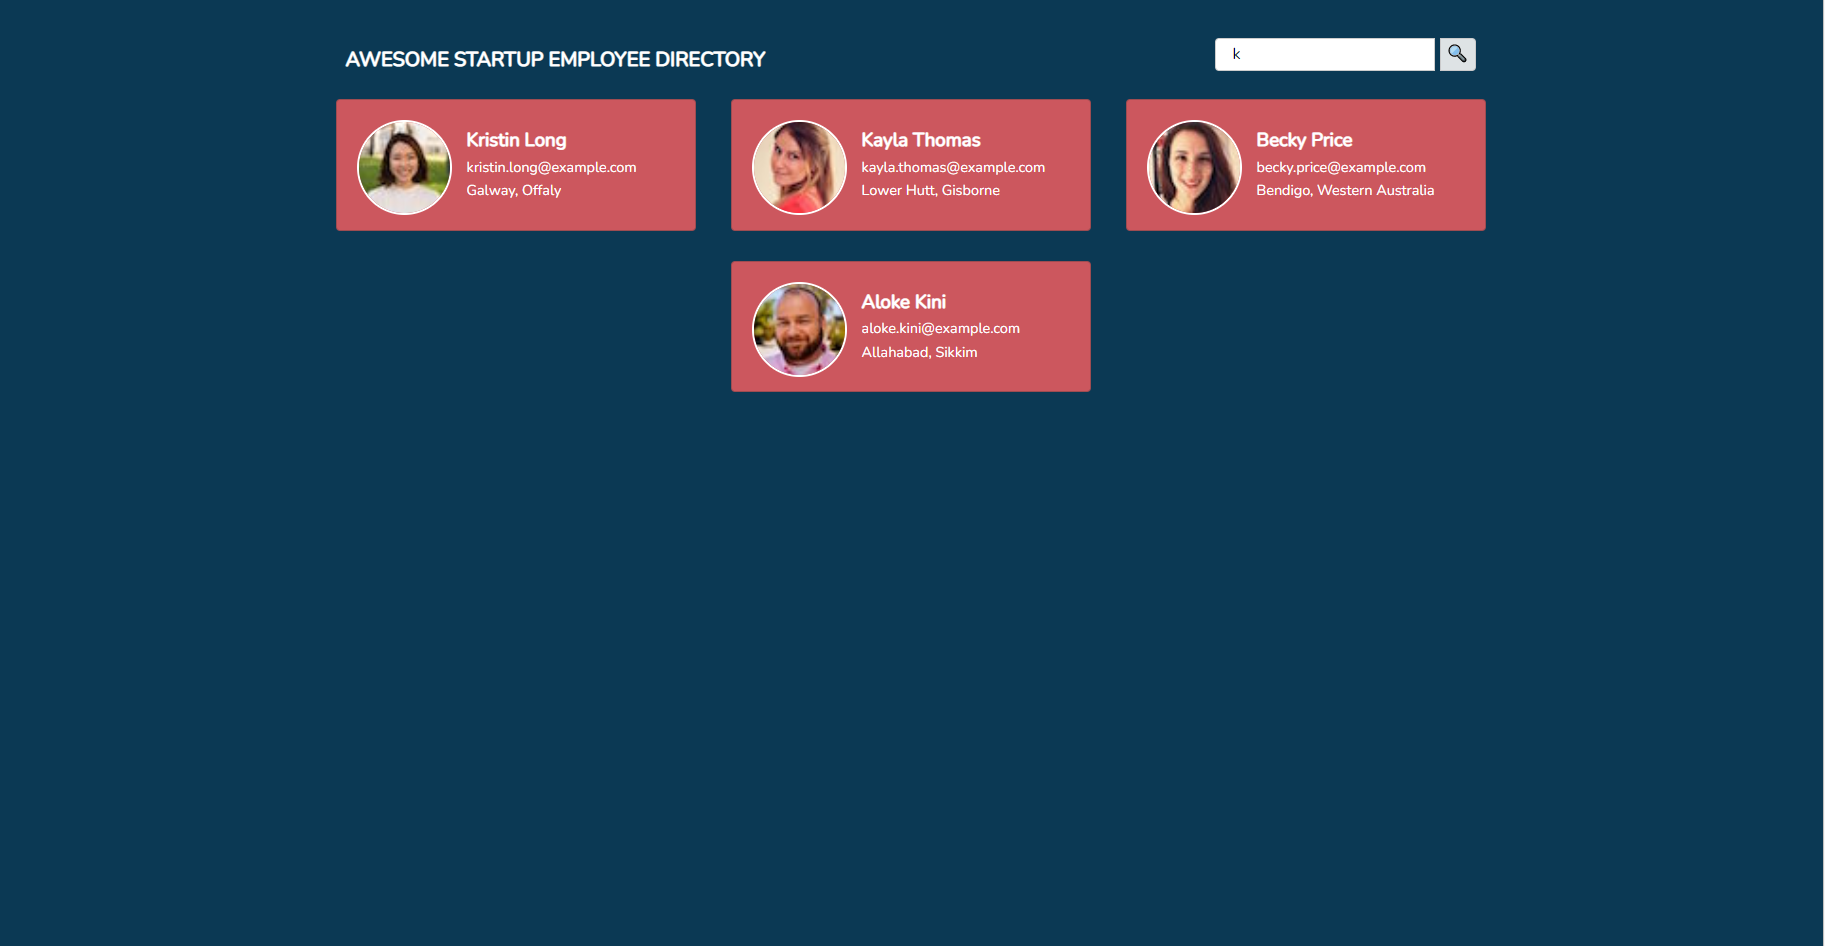 AWESOME STARTUP EMPLOYEE DIRECTORY
k
Kristin Long
kristin.long@example.com
Galway, Offaly
Kayla Thomas
kayla.thomas@example.com
Lower Hutt, Gisborne
Becky Price
becky.price@example.com
Bendigo, Western Australia
Aloke Kini
aloke.kini@example.com
Allahabad, Sikkim